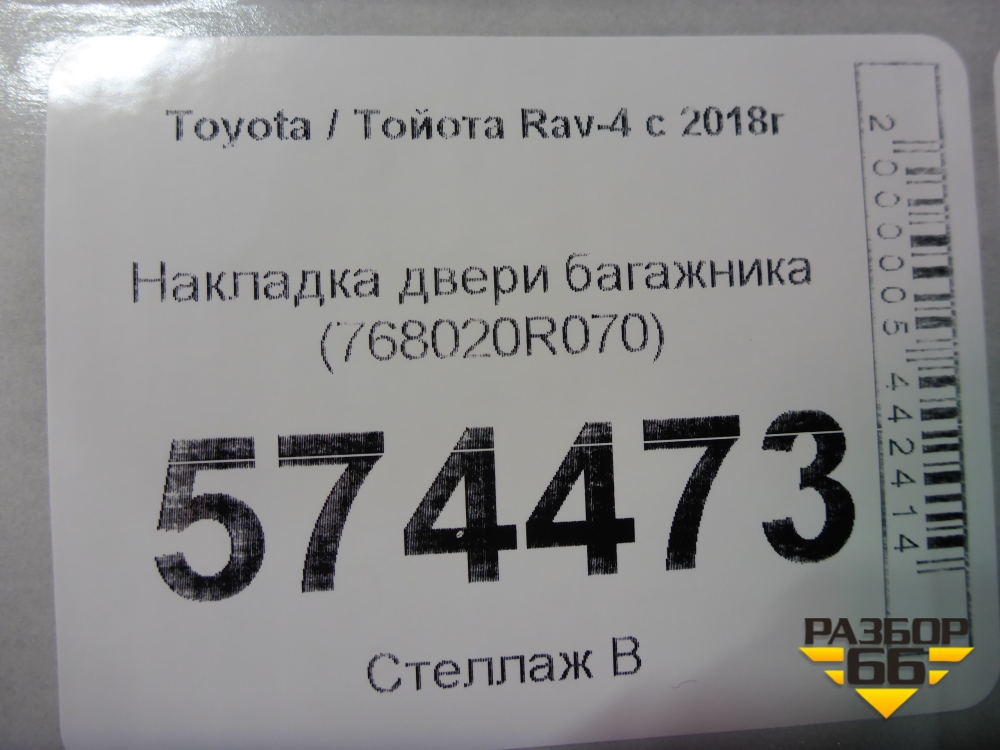 Toyota / Тойота Rav-4 с 2018г
Накладка двери багажника
(768020R070)
574473
Стеллаж В
2000005442414
РАЗБОР
66